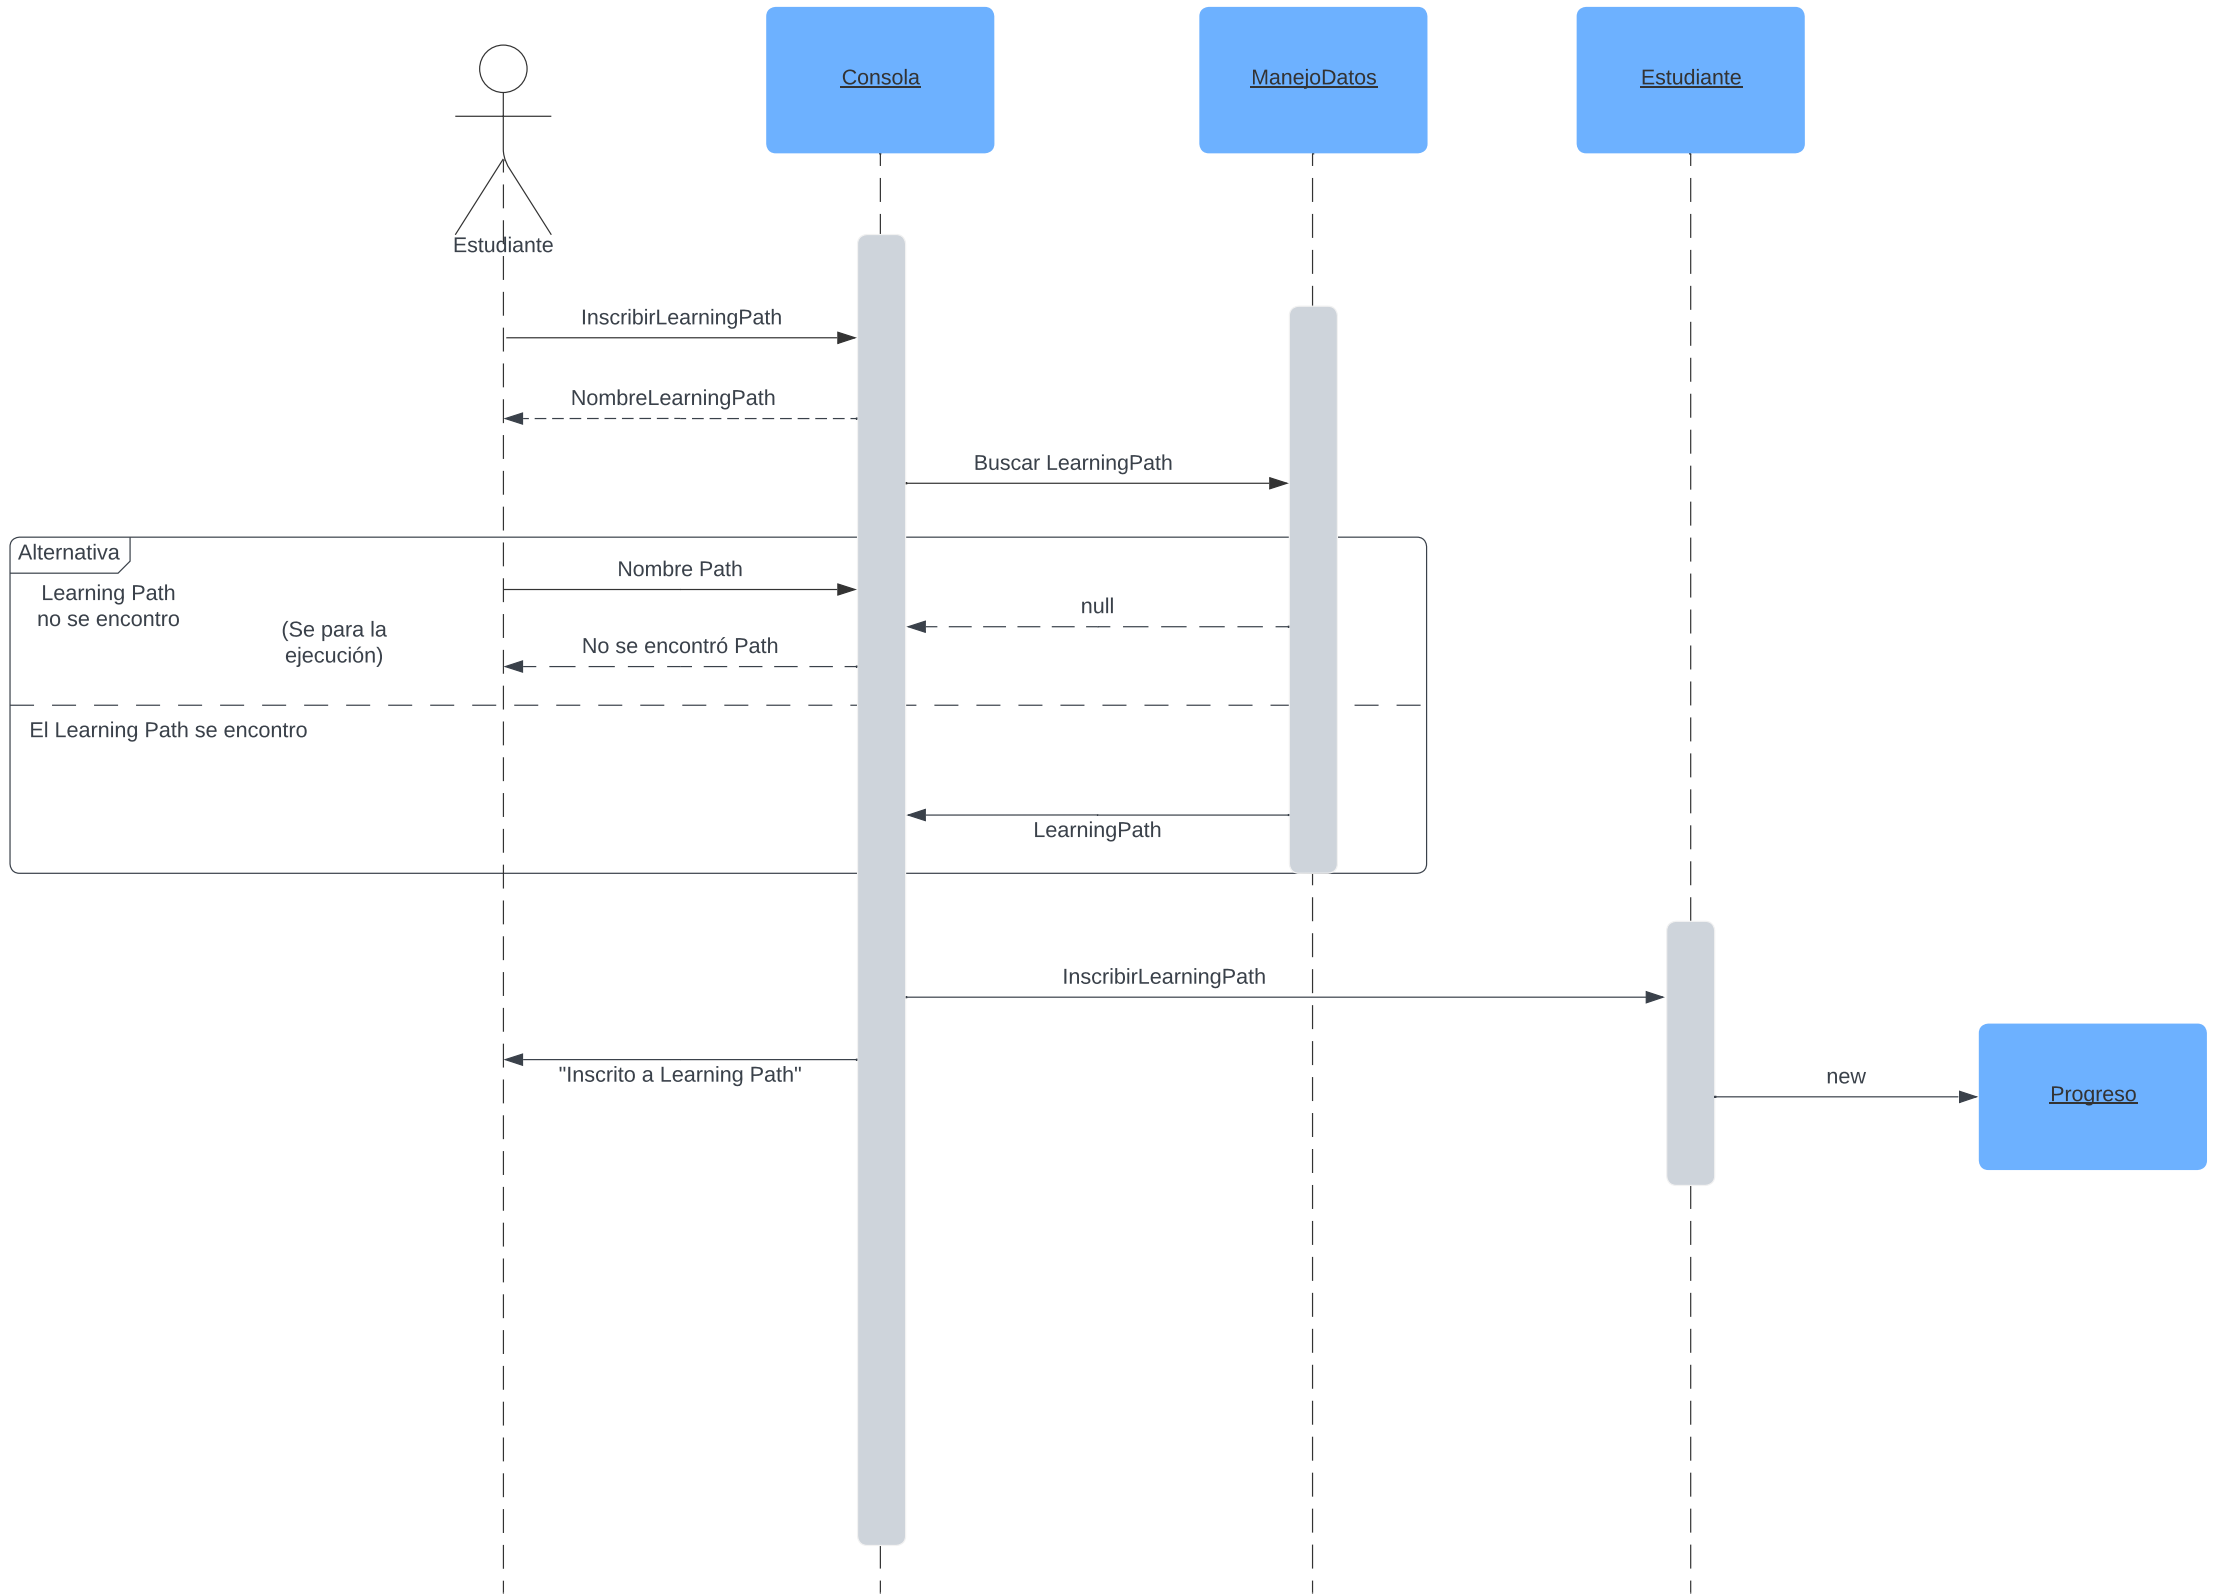 Consola
ManejoDatos
Estudiante
Estudiante
InscribirLearningPath
NombreLearningPath
Buscar LearningPath
Alternativa
Nombre Path
Learning Path
no se encontro
null
(Se para la
ejecución)
No se encontró Path
El Learning Path se encontro
LearningPath
InscribirLearningPath
"Inscrito a Learning Path"
new
Progreso